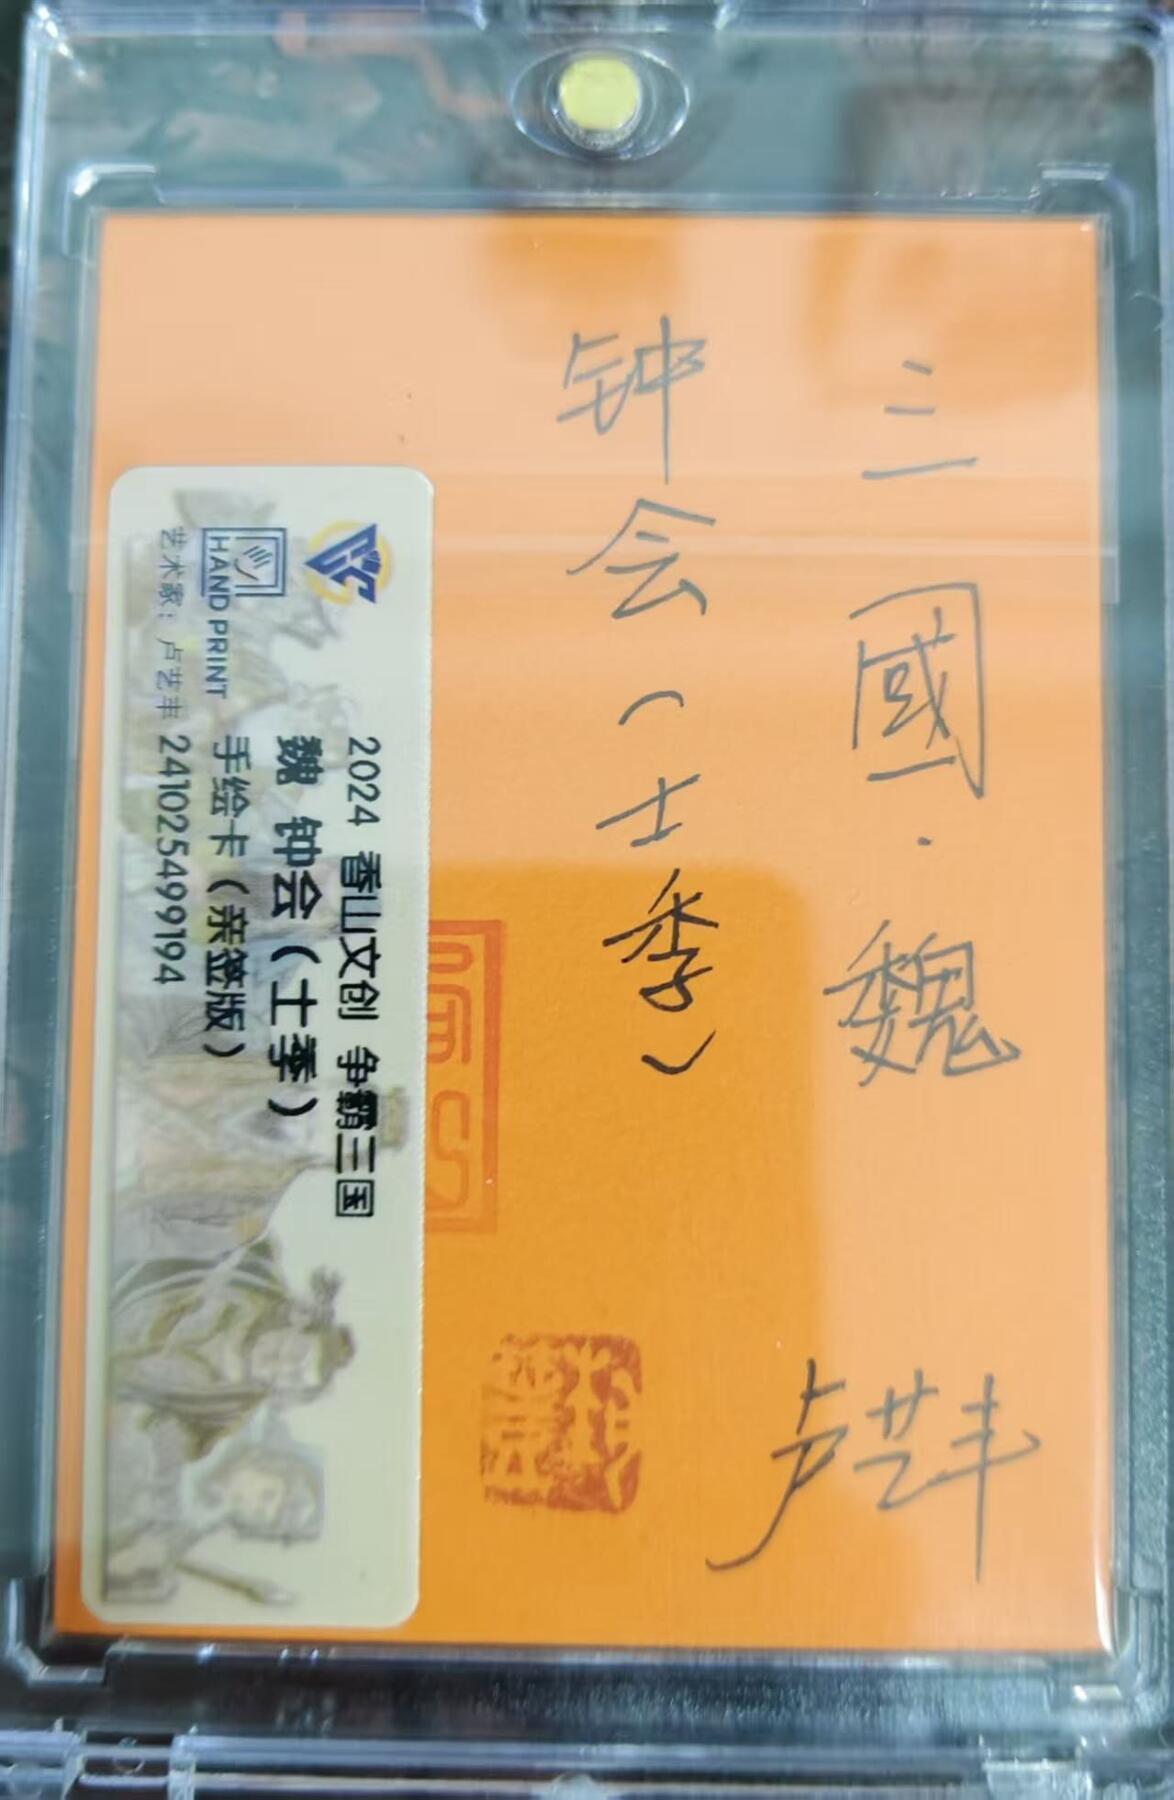 三國·魏
钟会（士季）
卢艺丰
2024 香山文创 争霸三国
魏 钟会（士季）
手绘卡（亲签版）
241025499194
HAND PRINT
艺术家：卢艺丰